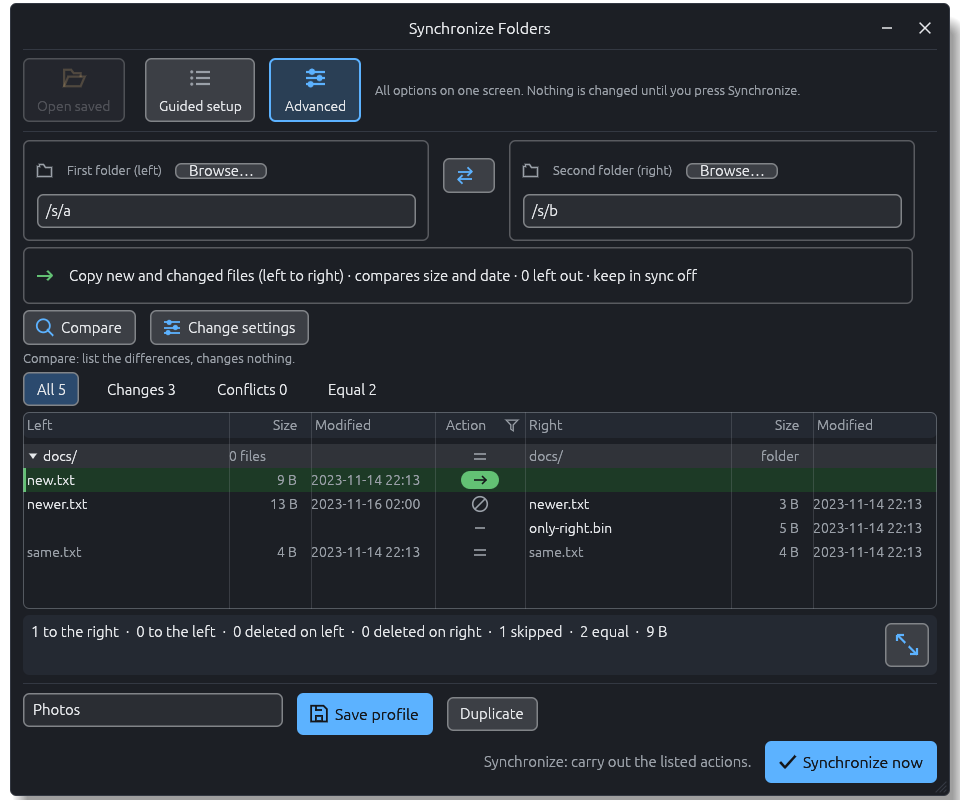 Synchronize Folders
Open saved
Guided setup
Advanced
All options on one screen. Nothing is changed until you press Synchronize.
First folder (left) Browse...
/s/a
Second folder (right) Browse...
/s/b
Copy new and changed files (left to right) · compares size and date · 0 left out · keep in sync off
Compare
Change settings
Compare: list the differences, changes nothing.
All 5 Changes 3 Conflicts 0 Equal 2
Left Size Modified Action Right Size Modified
docs/ 0 files = docs/ folder
new.txt 9 B 2023-11-14 22:13 →
newer.txt 13 B 2023-11-16 02:00 newer.txt 3 B 2023-11-14 22:13
– only-right.bin 5 B 2023-11-14 22:13
same.txt 4 B 2023-11-14 22:13 = same.txt 4 B 2023-11-14 22:13
1 to the right · 0 to the left · 0 deleted on left · 0 deleted on right · 1 skipped · 2 equal · 9 B
Photos
Save profile
Duplicate
Synchronize: carry out the listed actions.
Synchronize now